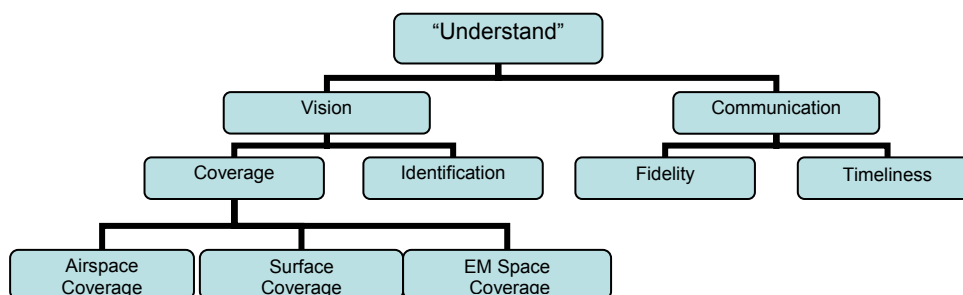 “Understand”
Vision
Communication
Coverage
Identification
Fidelity
Timeliness
Airspace
Coverage
Surface
Coverage
EM Space
Coverage